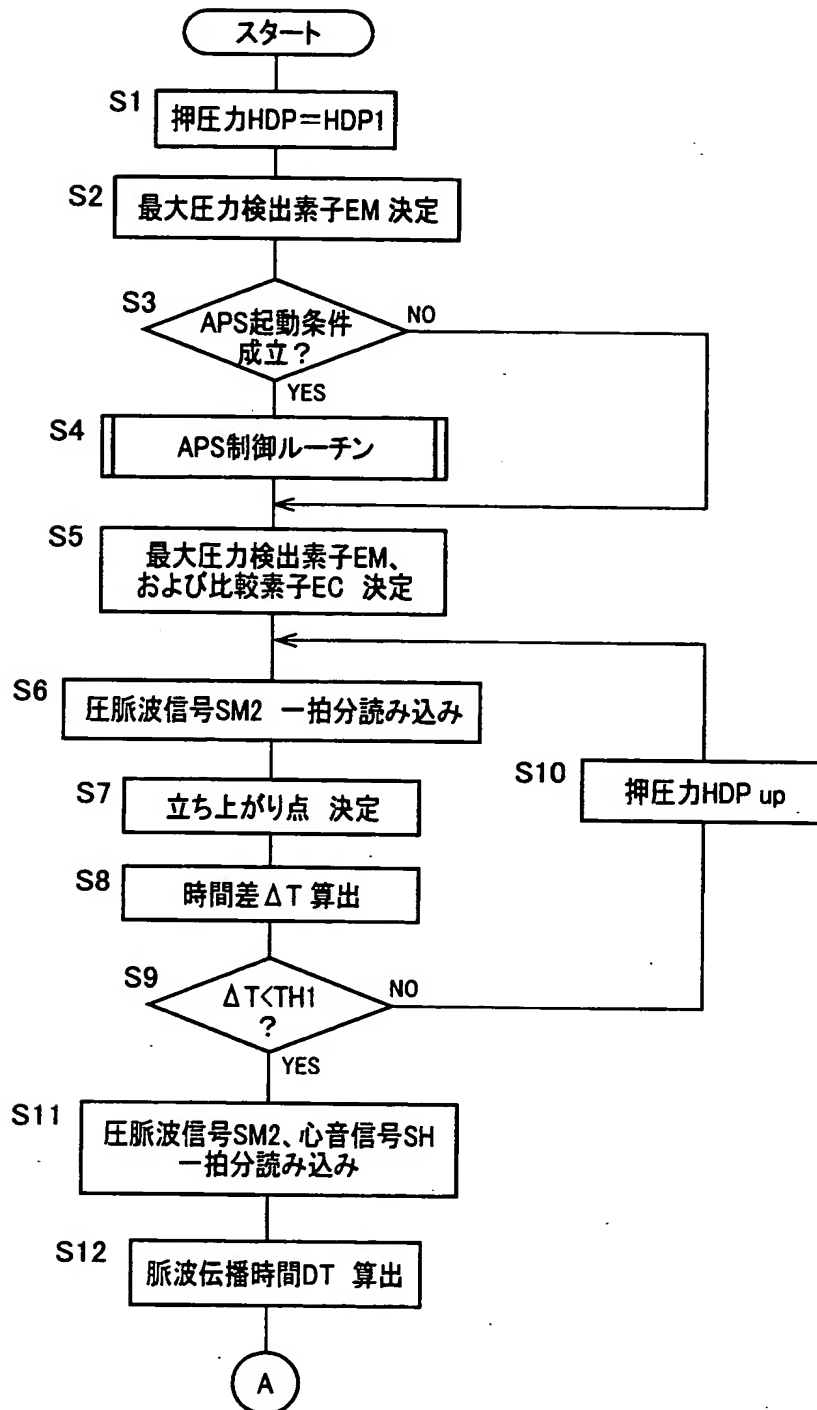 スタート
S1
押圧力HDP=HDP1
S2
最大圧力検出素子EM 決定
S3
APS起動条件
成立?
NO
YES
S4
APS制御ルーチン
S5
最大圧力検出素子EM、
および比較素子EC 決定
S6
圧脈波信号SM2 一拍分読み込み
S10
押圧力HDP up
S7
立ち上がり点 決定
S8
時間差ΔT 算出
S9
ΔT<TH1
?
NO
YES
S11
圧脈波信号SM2、心音信号SH
一拍分読み込み
S12
脈波伝播時間DT 算出
A